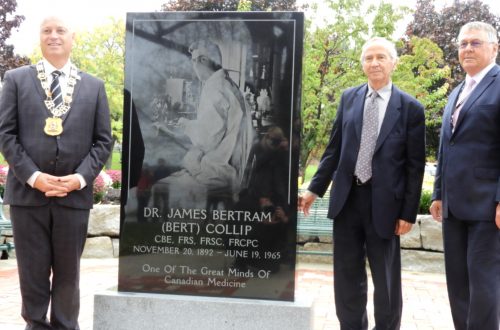 DR. JAMES BERTRAM
(BERT) COLLIP
CBE, FRS, FRSC, FRCPC
NOVEMBER 20, 1892 – JUNE 19, 1965
One Of The Great Minds Of
Canadian Medicine